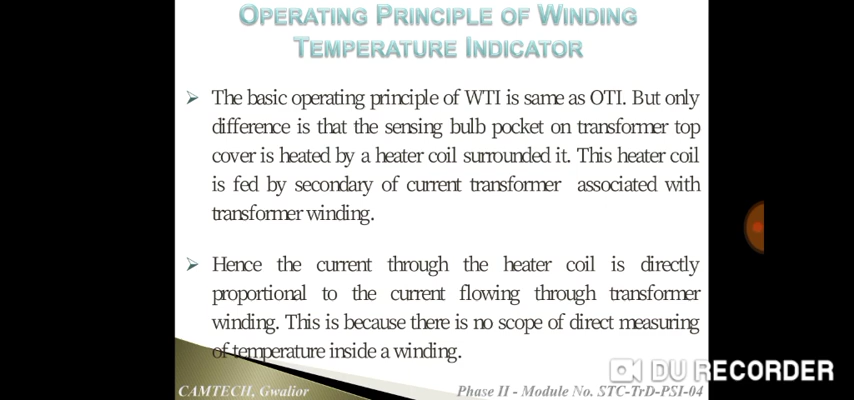 OPERATING PRINCIPLE OF WINDING
TEMPERATURE INDICATOR
The basic operating principle of WTI is same as OTI. But only
difference is that the sensing bulb pocket on transformer top
cover is heated by a heater coil surrounded it. This heater coil
is fed by secondary of current transformer associated with
transformer winding.
Hence the current through the heater coil is directly
proportional to the current flowing through transformer
winding. This is because there is no scope of direct measuring
of temperature inside a winding.
DU RECORDER
CAMTECH, Gwalior Phase II - Module No. STC-TrD-PSI-04